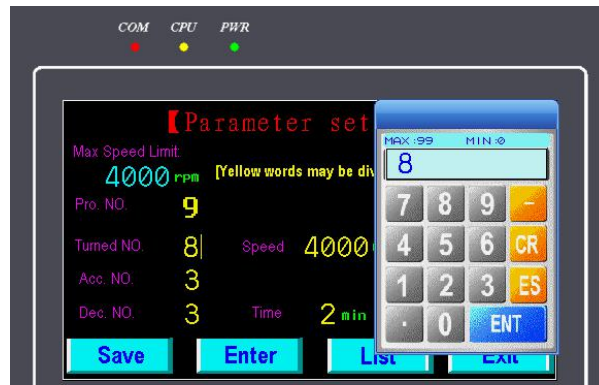 COM CPU PWR
【Parameter set
Max Speed Limit:
4000 rpm [Yellow words may be div
Pro. NO. 9
Turned NO. 8 Speed 4000
Acc. NO. 3
Dec. NO. 3 Time 2 min
Save Enter List Exit
MAX:99 MIN:0
8
7 8 9 -
4 5 6 CR
1 2 3 ES
. 0 ENT